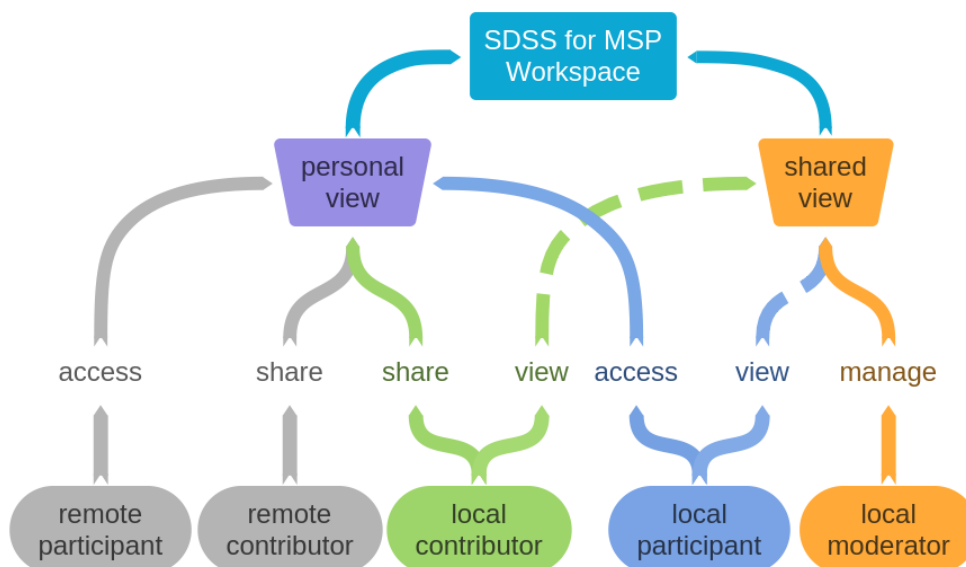 SDSS for MSP
Workspace
personal
view
shared
view
access
share
share
view
access
view
manage
remote
participant
remote
contributor
local
contributor
local
participant
local
moderator